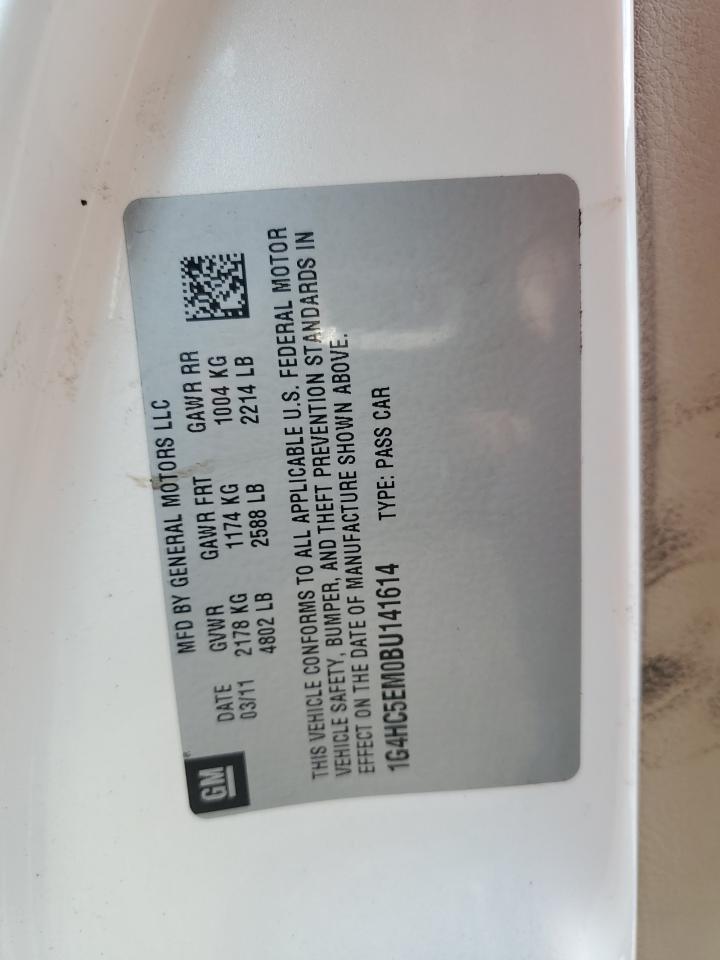 GM
MFD BY GENERAL MOTORS LLC
DATE GVWR GAWR FRT GAWR RR
03/11 2178 KG 1174 KG 1004 KG
4802 LB 2588 LB 2214 LB
THIS VEHICLE CONFORMS TO ALL APPLICABLE U.S. FEDERAL MOTOR
VEHICLE SAFETY, BUMPER, AND THEFT PREVENTION STANDARDS IN
EFFECT ON THE DATE OF MANUFACTURE SHOWN ABOVE.
1G4HC5EM0BU141614 TYPE: PASS CAR